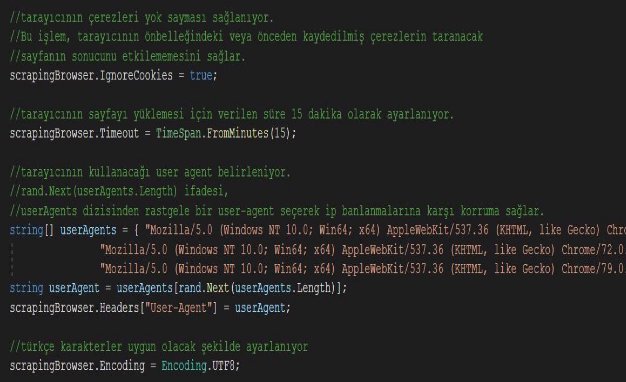 //tarayıcının çerezleri yok sayması sağlanıyor.
//Bu işlem, tarayıcının önbelleğindeki veya önceden kaydedilmiş çerezlerin taranacak
//sayfanın sonucunu etkilememesini sağlar.
scrapingBrowser.IgnoreCookies = true;
//tarayıcının sayfayı yüklemesi için verilen süre 15 dakika olarak ayarlanıyor.
scrapingBrowser.Timeout = TimeSpan.FromMinutes(15);
//tarayıcının kullanacağı user agent belirleniyor.
//rand.Next(userAgents.Length) ifadesi,
//userAgents dizisinden rastgele bir user-agent seçerek ip banlanmalarına karşı korruma sağlar.
string[] userAgents = { "Mozilla/5.0 (Windows NT 10.0; Win64; x64) AppleWebKit/537.36 (KHTML, like Gecko) Chro
"Mozilla/5.0 (Windows NT 10.0; Win64; x64) AppleWebKit/537.36 (KHTML, like Gecko) Chrome/72.0.
"Mozilla/5.0 (Windows NT 10.0; Win64; x64) AppleWebKit/537.36 (KHTML, like Gecko) Chrome/79.0.
string userAgent = userAgents[rand.Next(userAgents.Length)];
scrapingBrowser.Headers["User-Agent"] = userAgent;
//türkçe karakterler uygun olacak şekilde ayarlanıyor
scrapingBrowser.Encoding = Encoding.UTF8;